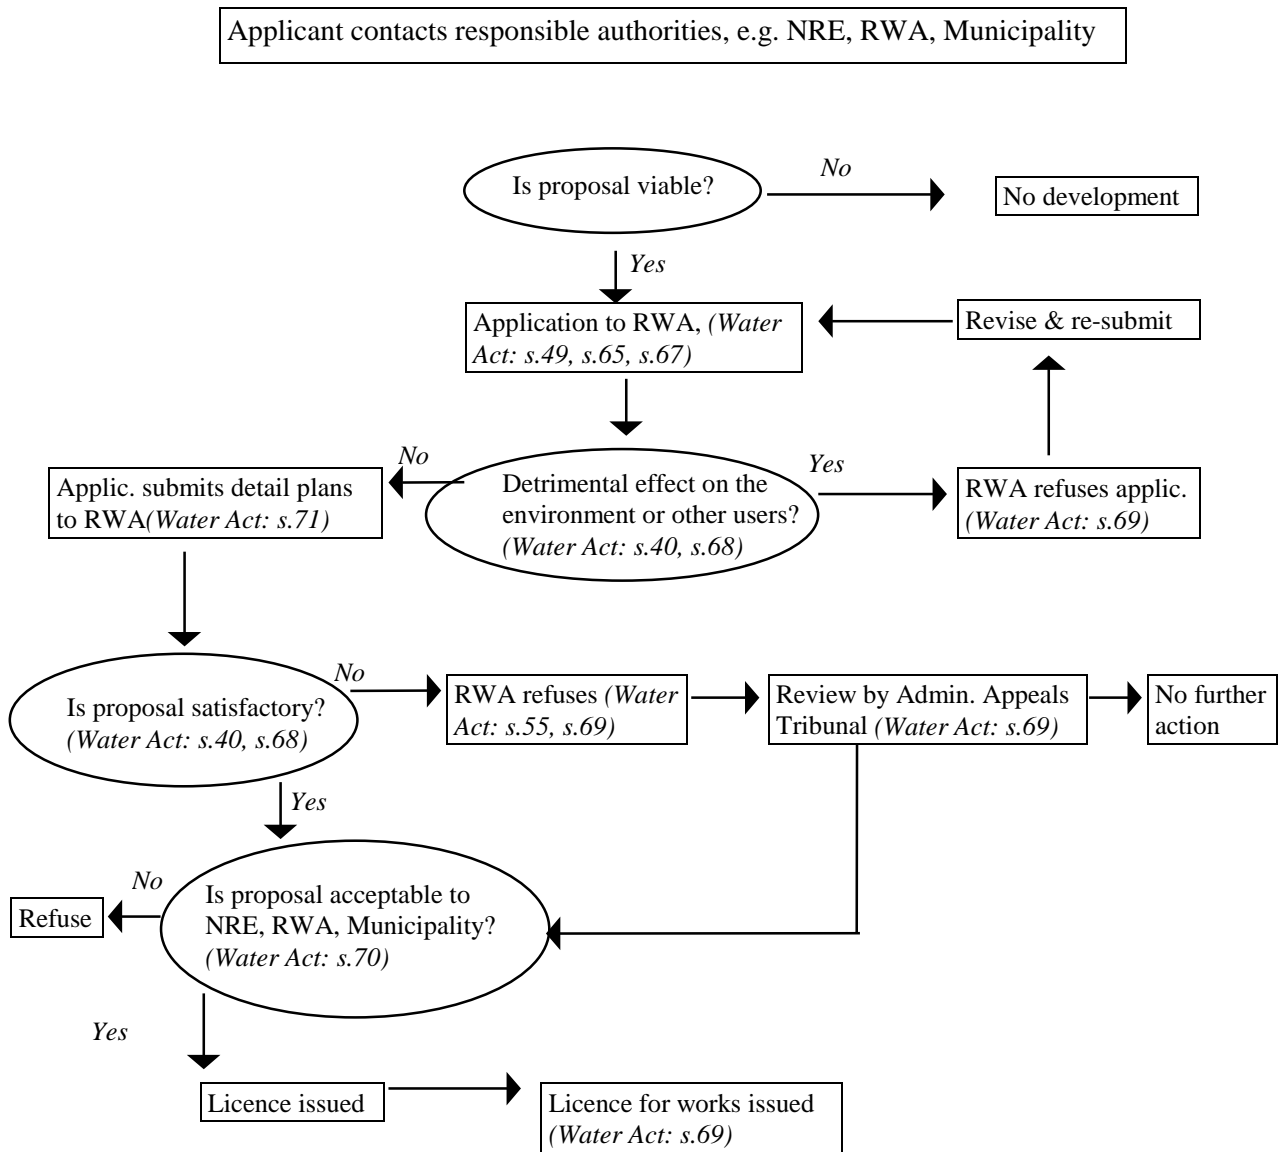 Applicant contacts responsible authorities, e.g. NRE, RWA, Municipality
Is proposal viable?
No
No development
Yes
Application to RWA, (Water
Act: s.49, s.65, s.67)
Revise & re-submit
No
Detrimental effect on the
environment or other users?
(Water Act: s.40, s.68)
Yes
RWA refuses applic.
(Water Act: s.69)
Applic. submits detail plans
to RWA(Water Act: s.71)
Is proposal satisfactory?
(Water Act: s.40, s.68)
No
RWA refuses (Water
Act: s.55, s.69)
Review by Admin. Appeals
Tribunal (Water Act: s.69)
No further
action
Yes
Is proposal acceptable to
NRE, RWA, Municipality?
(Water Act: s.70)
No
Refuse
Yes
Licence issued
Licence for works issued
(Water Act: s.69)